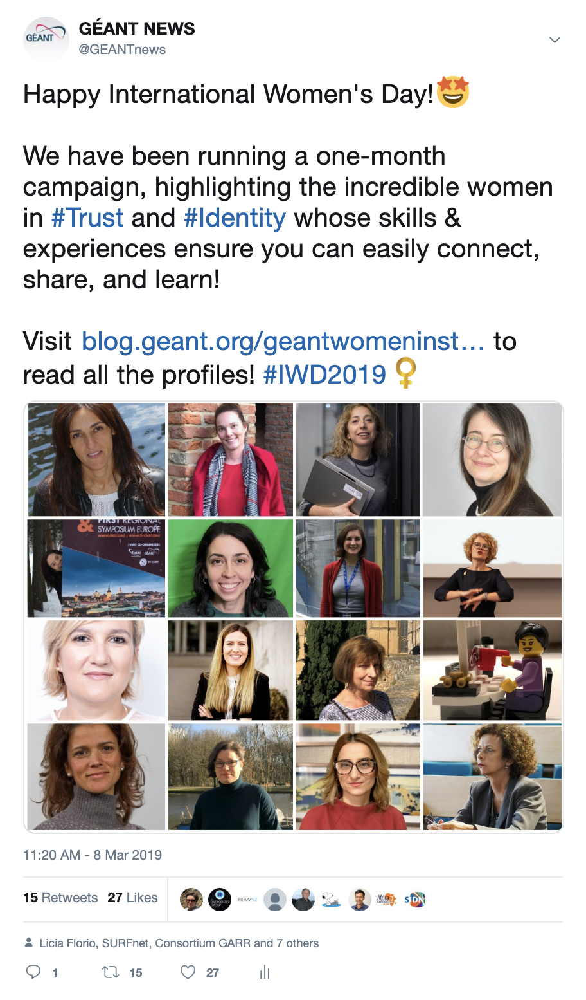 GÉANT
GÉANT NEWS
@GEANTnews
Happy International Women's Day!🤩
We have been running a one-month
campaign, highlighting the incredible women
in #Trust and #Identity whose skills &
experiences ensure you can easily connect,
share, and learn!
Visit blog.geant.org/geantwomeninst… to
read all the profiles! #IWD2019
& FIRST REGIONAL
SYMPOSIUM EUROPE
WWW.FIRST.ORG | WWW.TF-CSIRT.ORG
EVENT CO-ORGANIZERS
FIRST GÉANT
TF-CSIRT
11:20 AM - 8 Mar 2019
15 Retweets 27 Likes
DATACENTER
GROUP
REANNZ
Africa
Connect 2
SIDN
Licia Florio, SURFnet, Consortium GARR and 7 others
1 15 27